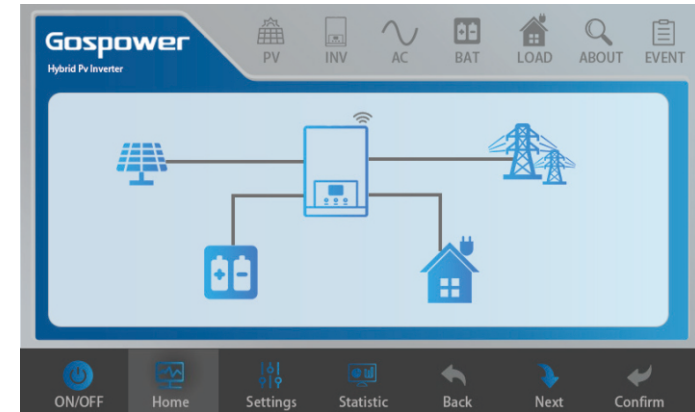 Gospower
Hybrid Pv Inverter
PV INV AC BAT LOAD ABOUT EVENT
ON/OFF Home Settings Statistic Back Next Confirm